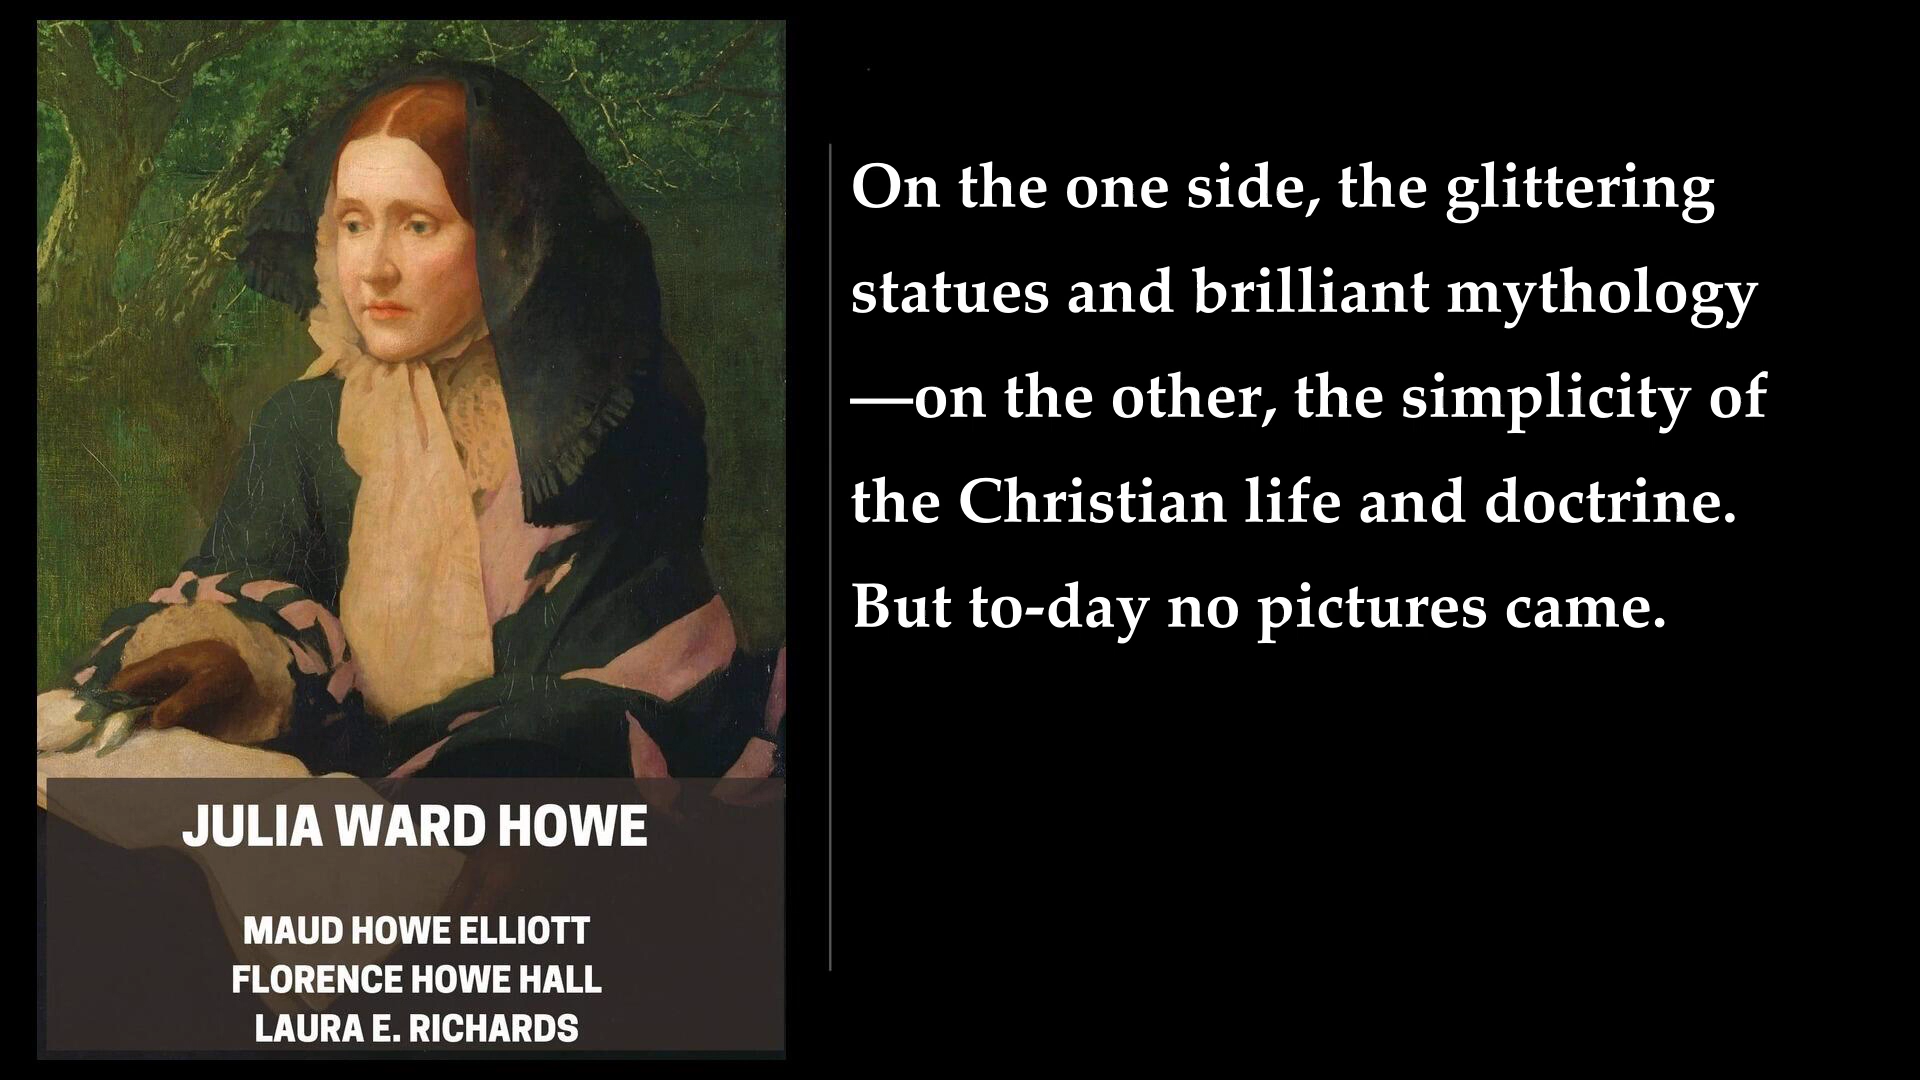 JULIA WARD HOWE
MAUD HOWE ELLIOTT
FLORENCE HOWE HALL
LAURA E. RICHARDS
On the one side, the glittering
statues and brilliant mythology
—on the other, the simplicity of
the Christian life and doctrine.
But to-day no pictures came.